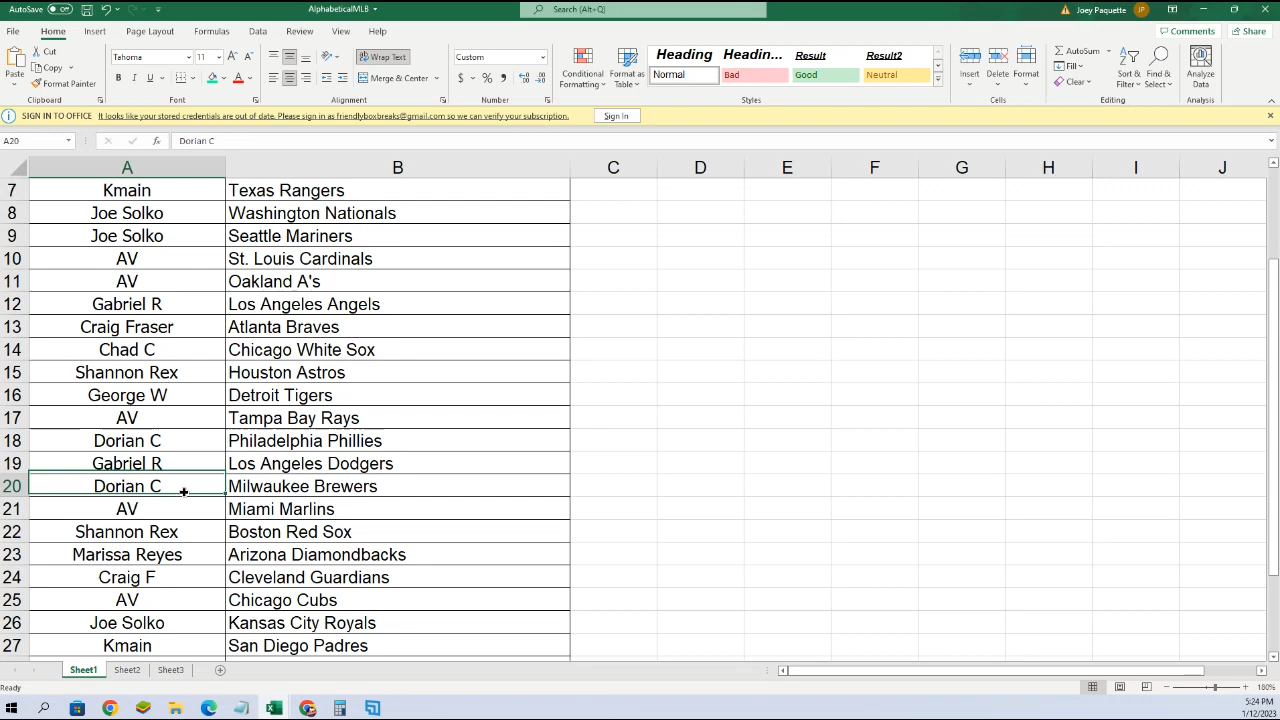 AutoSave Off AlphabeticalMLB Search (Alt+Q) Joey Paquette JP
File Home Insert Page Layout Formulas Data Review View Help Comments Share
Paste Cut Copy Format Painter Clipboard
Tahoma 11 B I U A A A Font
Wrap Text Merge & Center Alignment
Custom $ % Number
Conditional Formatting Format as Table
Heading Headin... Result Result2
Normal Bad Good Neutral
Styles
Insert Delete Format Cells
AutoSum Fill Clear Sort & Filter Find & Select Editing
Analyze Data Analysis
SIGN IN TO OFFICE It looks like your stored credentials are out of date. Please sign in as friendlyboxbreaks@gmail.com so we can verify your subscription. Sign In
A20 fx Dorian C
A B C D E F G H I J
7 Kmain Texas Rangers
8 Joe Solko Washington Nationals
9 Joe Solko Seattle Mariners
10 AV St. Louis Cardinals
11 AV Oakland A's
12 Gabriel R Los Angeles Angels
13 Craig Fraser Atlanta Braves
14 Chad C Chicago White Sox
15 Shannon Rex Houston Astros
16 George W Detroit Tigers
17 AV Tampa Bay Rays
18 Dorian C Philadelphia Phillies
19 Gabriel R Los Angeles Dodgers
20 Dorian C Milwaukee Brewers
21 AV Miami Marlins
22 Shannon Rex Boston Red Sox
23 Marissa Reyes Arizona Diamondbacks
24 Craig F Cleveland Guardians
25 AV Chicago Cubs
26 Joe Solko Kansas City Royals
27 Kmain San Diego Padres
Sheet1 Sheet2 Sheet3
Ready 180%
5:24 PM
1/12/2023